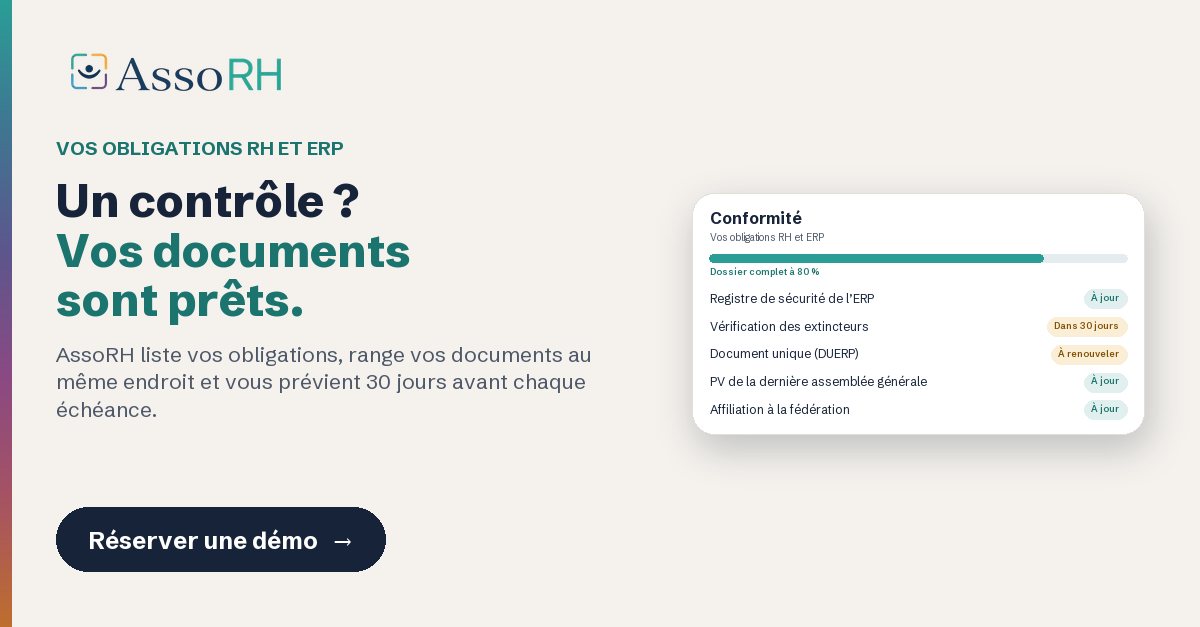 AssoRH
VOS OBLIGATIONS RH ET ERP
Un contrôle ?
Vos documents
sont prêts.
AssoRH liste vos obligations, range vos documents au
même endroit et vous prévient 30 jours avant chaque
échéance.
Réserver une démo →
Conformité
Vos obligations RH et ERP
Dossier complet à 80 %
Registre de sécurité de l'ERP À jour
Vérification des extincteurs Dans 30 jours
Document unique (DUERP) À renouveler
PV de la dernière assemblée générale À jour
Affiliation à la fédération À jour